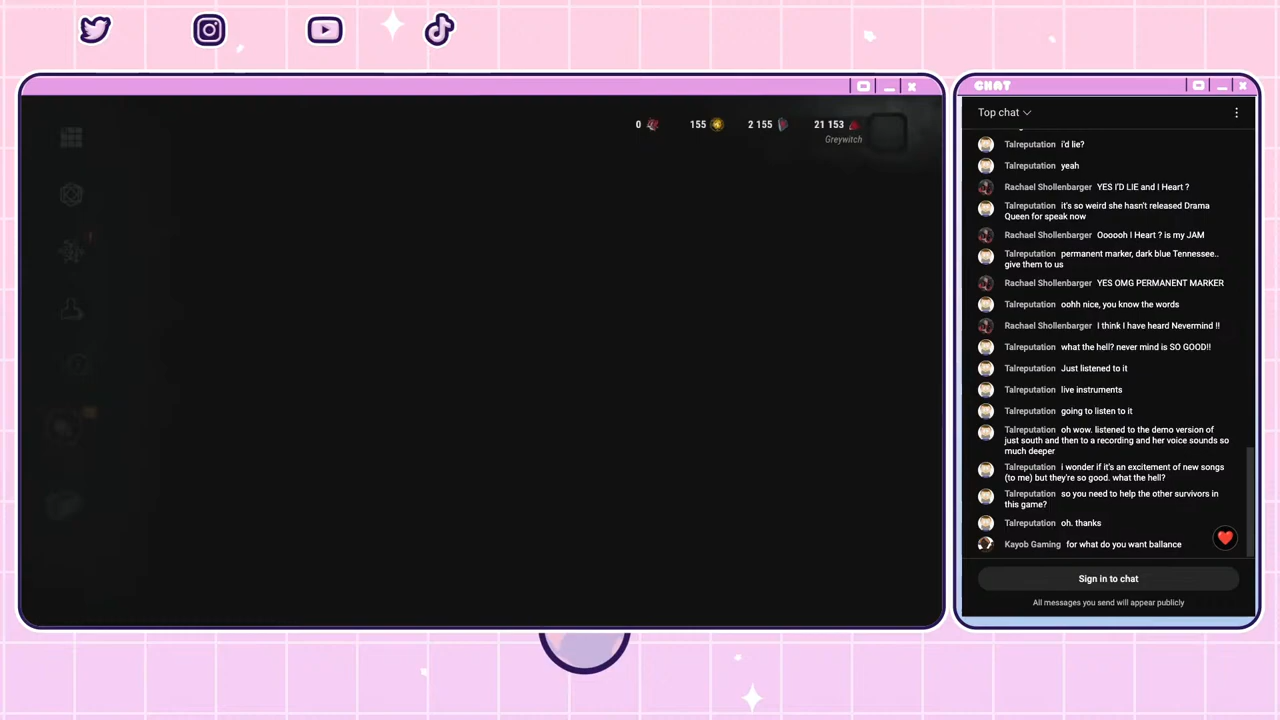 CHAT
0
155
2 155
21 153
Greywitch
Top chat
Talreputation i'd lie?
Talreputation yeah
Rachael Shollenbarger YES I'D LIE and I Heart ?
Talreputation it's so weird she hasn't released Drama
Queen for speak now
Rachael Shollenbarger Oooooh I Heart ? is my JAM
Talreputation permanent marker, dark blue Tennessee..
give them to us
Rachael Shollenbarger YES OMG PERMANENT MARKER
Talreputation oohh nice, you know the words
Rachael Shollenbarger I think I have heard Nevermind !!
Talreputation what the hell? never mind is SO GOOD!!
Talreputation Just listened to it
Talreputation live instruments
Talreputation going to listen to it
Talreputation oh wow. listened to the demo version of
just south and then to a recording and her voice sounds so
much deeper
Talreputation i wonder if it's an excitement of new songs
(to me) but they're so good. what the hell?
Talreputation so you need to help the other survivors in
this game?
Talreputation oh. thanks
Kayob Gaming for what do you want ballance
Sign in to chat
All messages you send will appear publicly